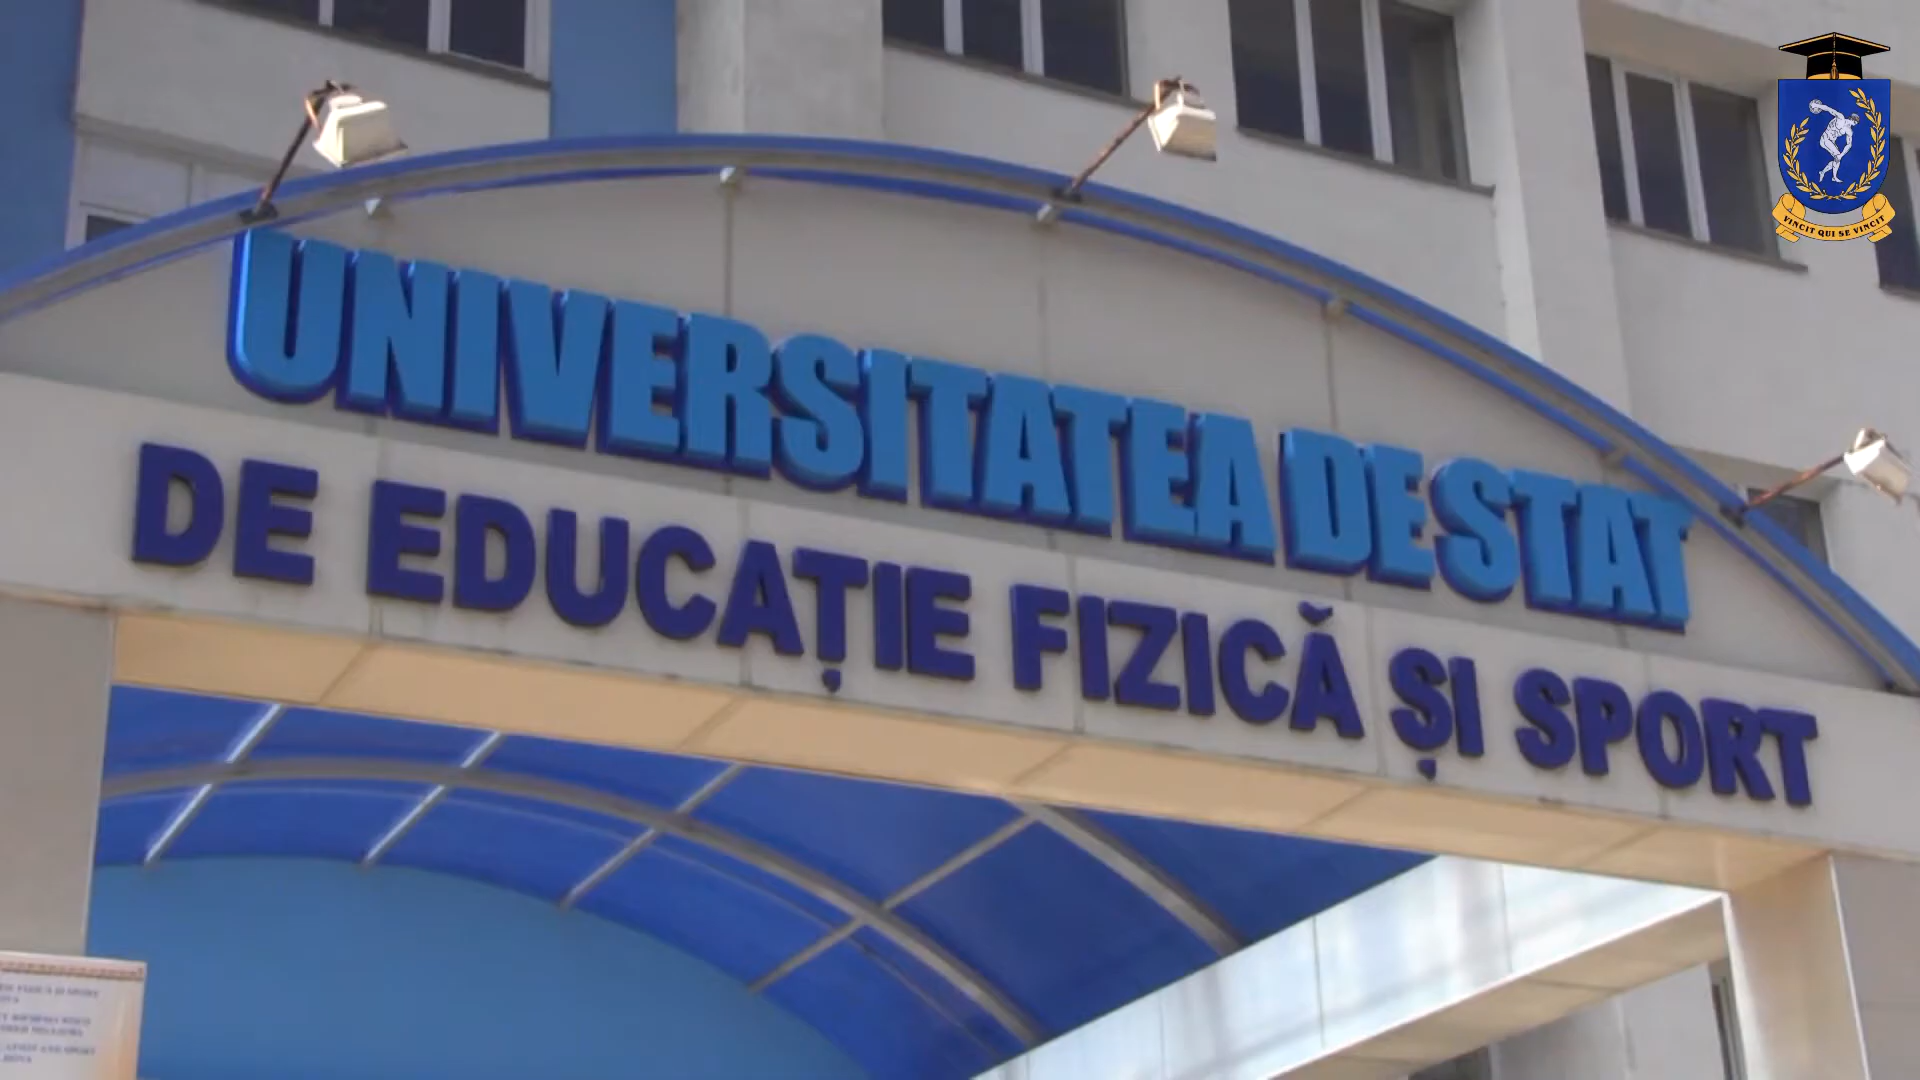 UNIVERSITATEA DE STAT
DE EDUCAȚIE FIZICĂ ȘI SPORT
VINCIT QUI SE VINCIT